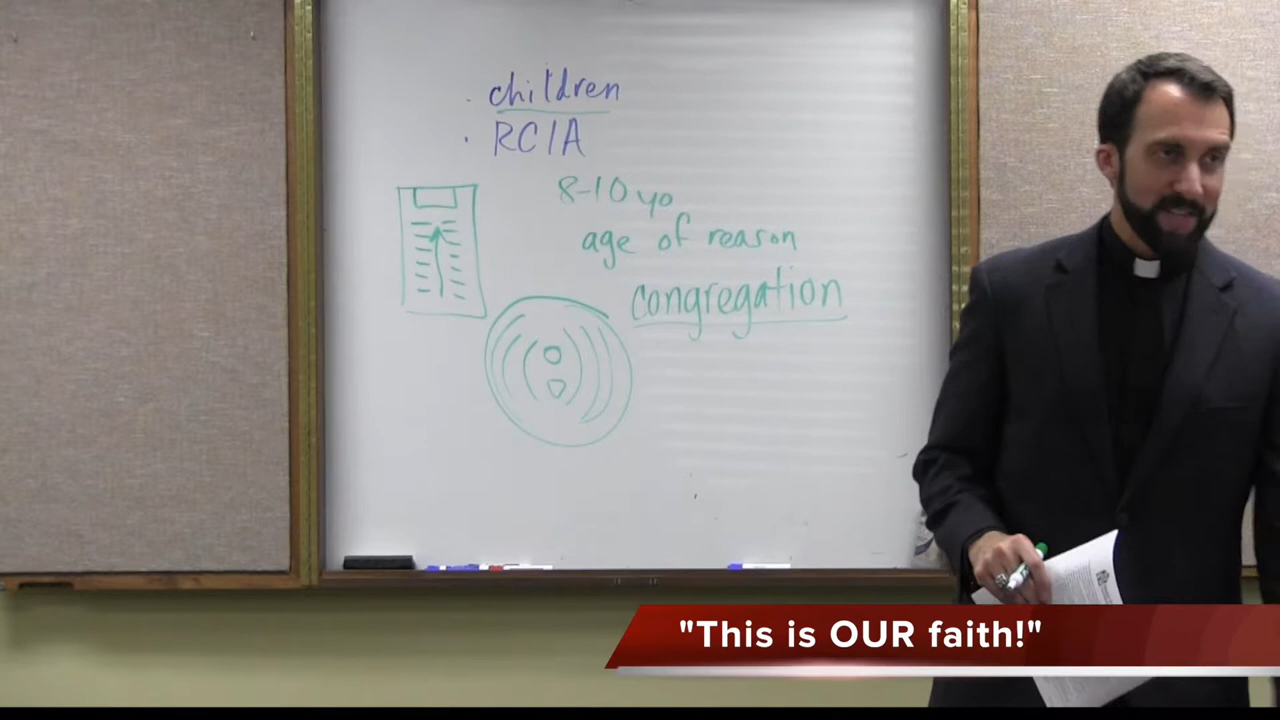 · children
· RCIA
8-10 yo
age of reason
congregation
"This is OUR faith!"